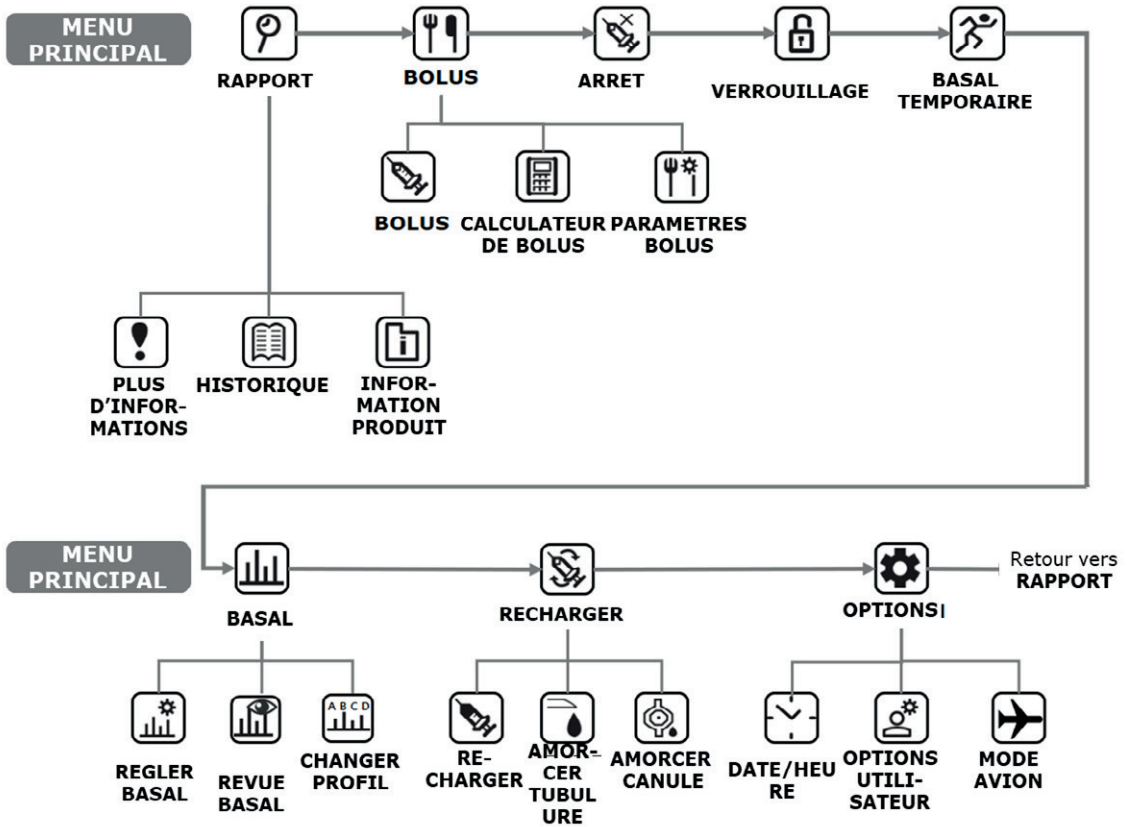 MENU
PRINCIPAL
RAPPORT
BOLUS
ARRET
VERROUILLAGE
BASAL
TEMPORAIRE
BOLUS
CALCULATEUR
DE BOLUS
PARAMETRES
BOLUS
PLUS
D'INFOR-
MATIONS
HISTORIQUE
INFOR-
MATION
PRODUIT
MENU
PRINCIPAL
BASAL
RECHARGER
OPTIONS
Retour vers
RAPPORT
REGLER
BASAL
REVUE
BASAL
A B C D
CHANGER
PROFIL
RE-
CHARGER
AMOR-
CER
TUBUL
URE
AMORCER
CANULE
DATE/HEU
RE
OPTIONS
UTILI-
SATEUR
MODE
AVION